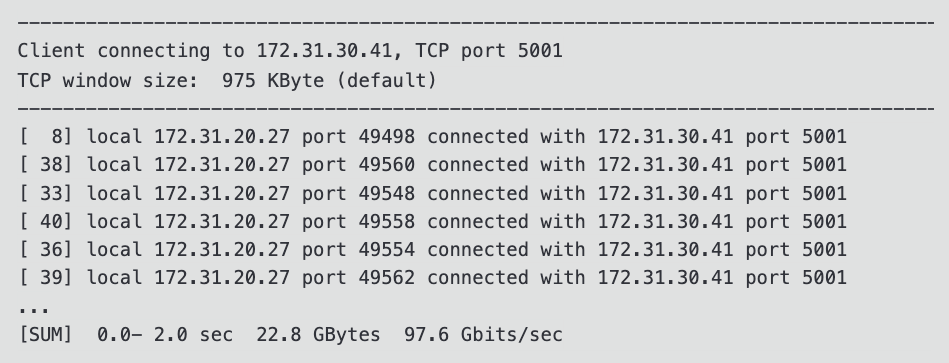 ------------------------------------------------------------
Client connecting to 172.31.30.41, TCP port 5001
TCP window size:  975 KByte (default)
------------------------------------------------------------
[  8] local 172.31.20.27 port 49498 connected with 172.31.30.41 port 5001
[ 38] local 172.31.20.27 port 49560 connected with 172.31.30.41 port 5001
[ 33] local 172.31.20.27 port 49548 connected with 172.31.30.41 port 5001
[ 40] local 172.31.20.27 port 49558 connected with 172.31.30.41 port 5001
[ 36] local 172.31.20.27 port 49554 connected with 172.31.30.41 port 5001
[ 39] local 172.31.20.27 port 49562 connected with 172.31.30.41 port 5001
...
[SUM]  0.0- 2.0 sec  22.8 GBytes  97.6 Gbits/sec